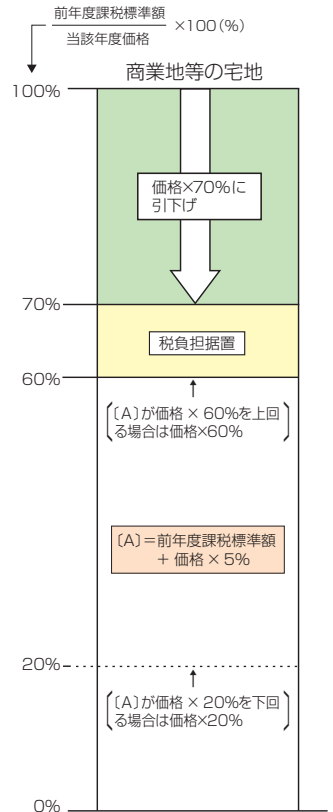 前年度課税標準額
当該年度価格
×100(%)
商業地等の宅地
100%
価格×70%に
引下げ
70%
税負担据置
60%
〔A〕が価格 × 60%を上回
る場合は価格×60%
〔A〕=前年度課税標準額
+ 価格 × 5%
20%
〔A〕が価格 × 20%を下回
る場合は価格×20%
0%